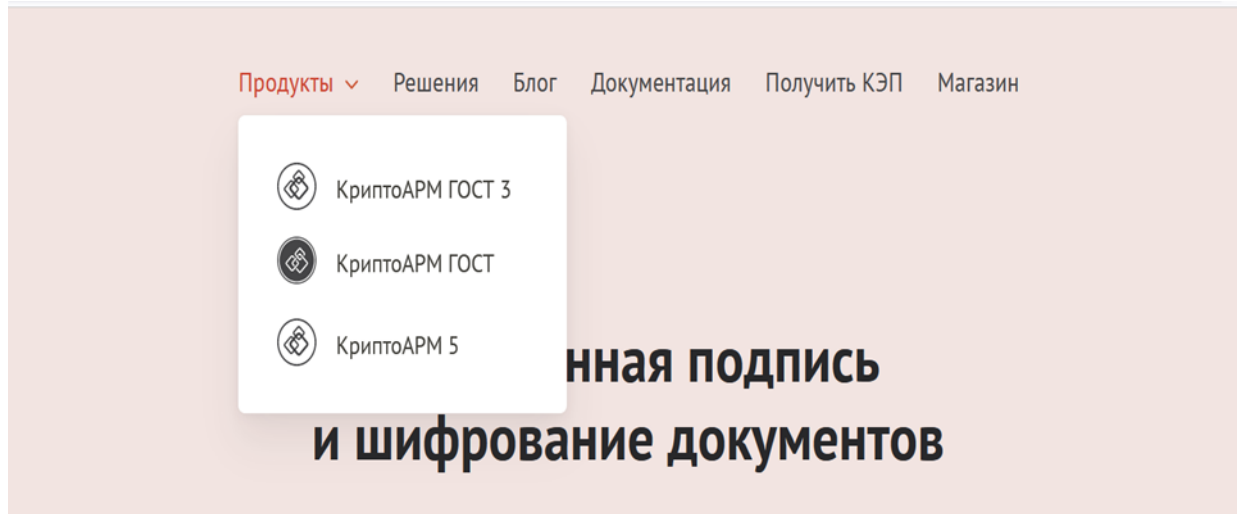 Продукты Решения Блог Документация Получить КЭП Магазин
КриптоАРМ ГОСТ 3
КриптоАРМ ГОСТ
КриптоАРМ 5
нная подпись
и шифрование документов